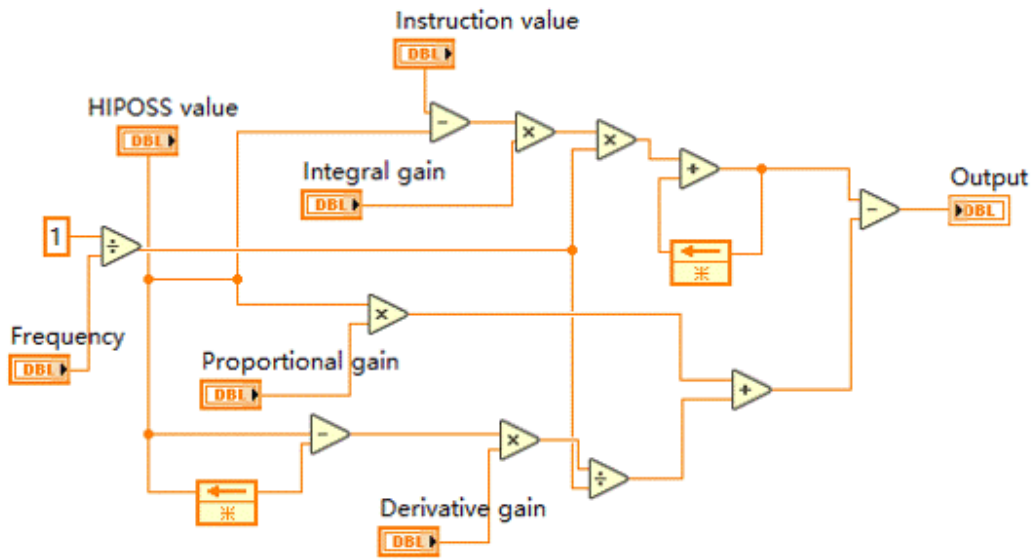 Instruction value
DBL
HIPOSS value
DBL
Integral gain
DBL
Output
DBL
1
Frequency
DBL
Proportional gain
DBL
Derivative gain
DBL